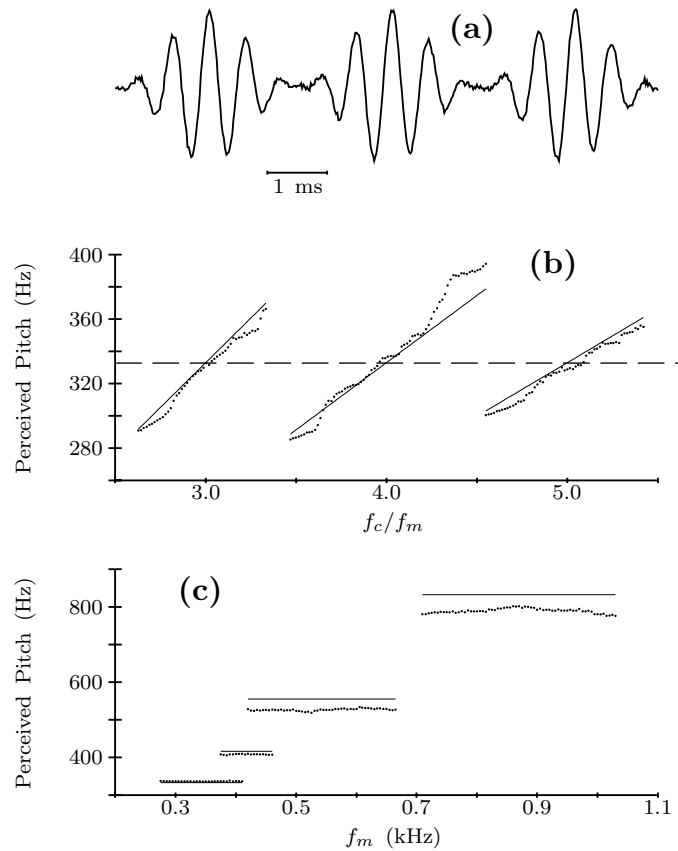 (a)
1 ms
(b)
Perceived Pitch (Hz)
400
360
320
280
3.0 4.0 5.0
f_c/f_m
(c)
Perceived Pitch (Hz)
800
600
400
0.3 0.5 0.7 0.9 1.1
f_m (kHz)